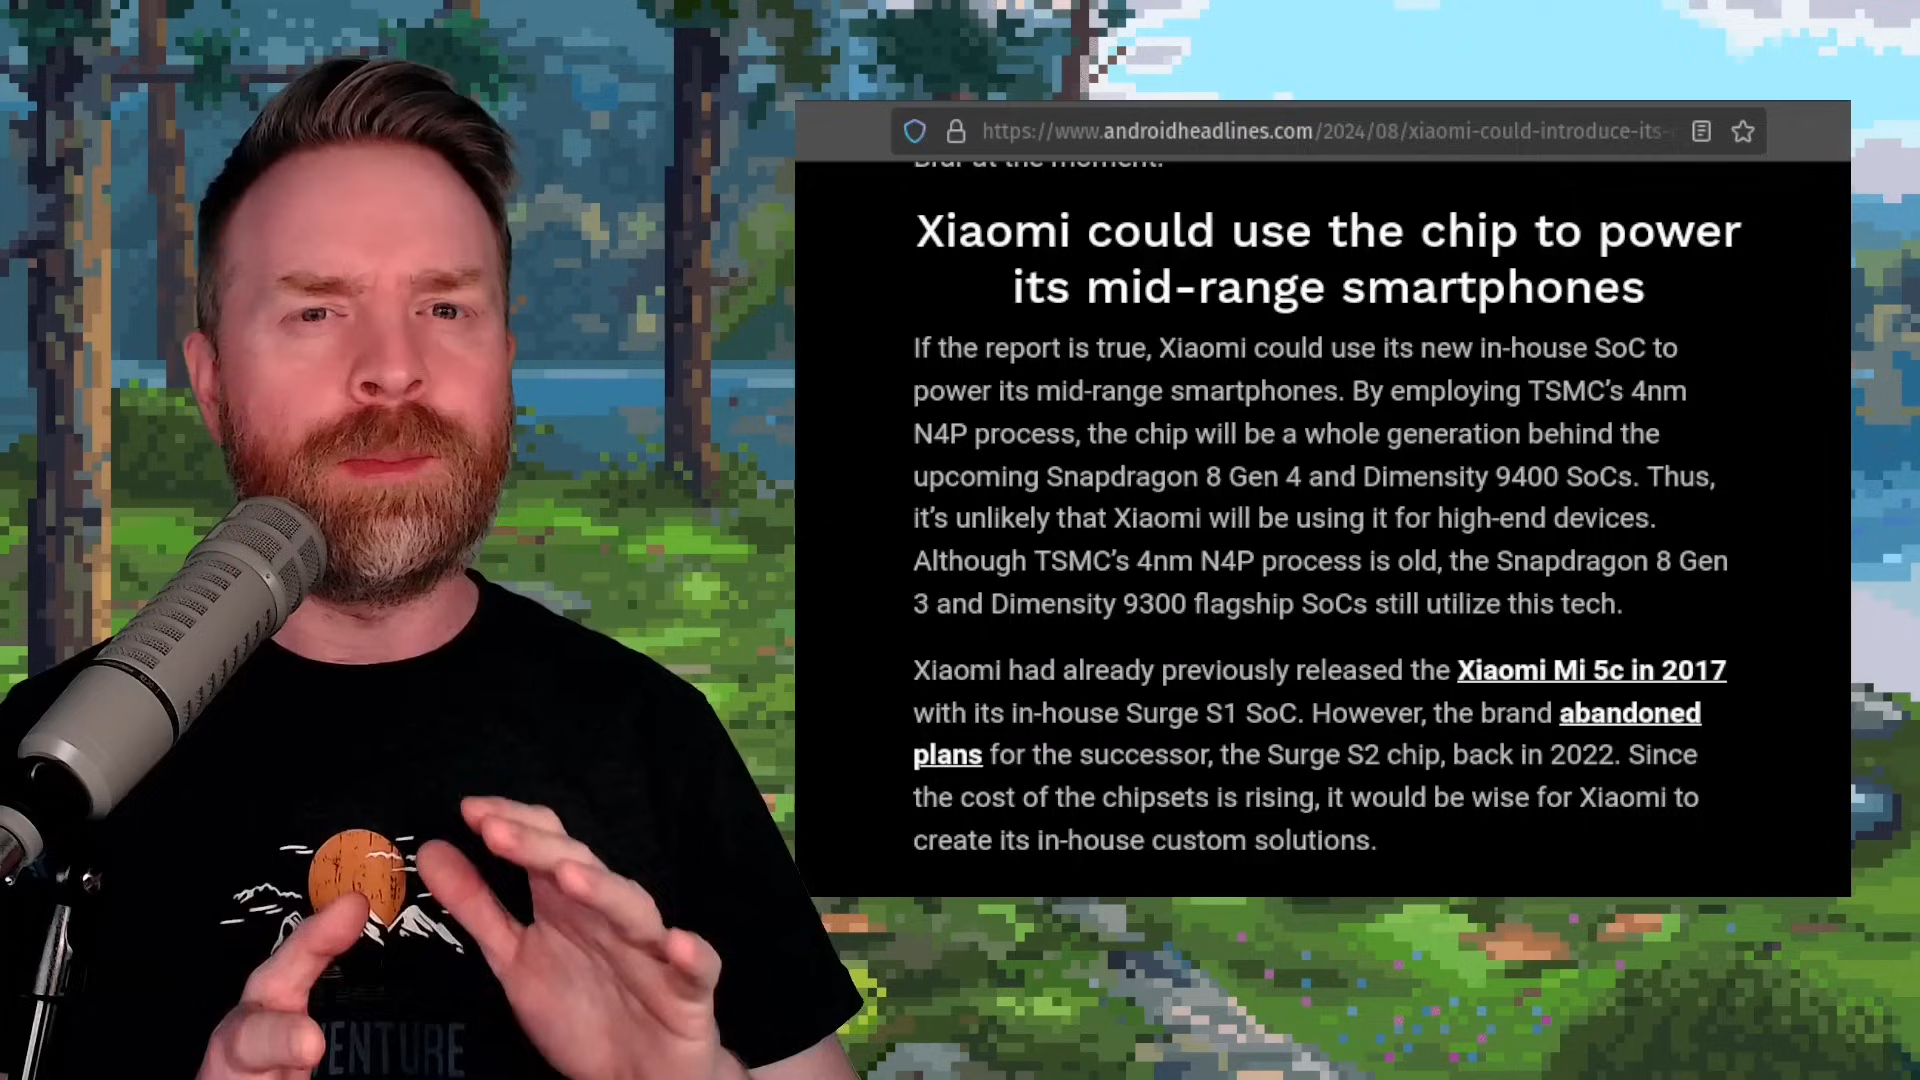 https://www.androidheadlines.com/2024/08/xiaomi-could-introduce-its-
Blur at the moment.
Xiaomi could use the chip to power
its mid-range smartphones
If the report is true, Xiaomi could use its new in-house SoC to
power its mid-range smartphones. By employing TSMC’s 4nm
N4P process, the chip will be a whole generation behind the
upcoming Snapdragon 8 Gen 4 and Dimensity 9400 SoCs. Thus,
it’s unlikely that Xiaomi will be using it for high-end devices.
Although TSMC’s 4nm N4P process is old, the Snapdragon 8 Gen
3 and Dimensity 9300 flagship SoCs still utilize this tech.
Xiaomi had already previously released the Xiaomi Mi 5c in 2017
with its in-house Surge S1 SoC. However, the brand abandoned
plans for the successor, the Surge S2 chip, back in 2022. Since
the cost of the chipsets is rising, it would be wise for Xiaomi to
create its in-house custom solutions.
VENTURE